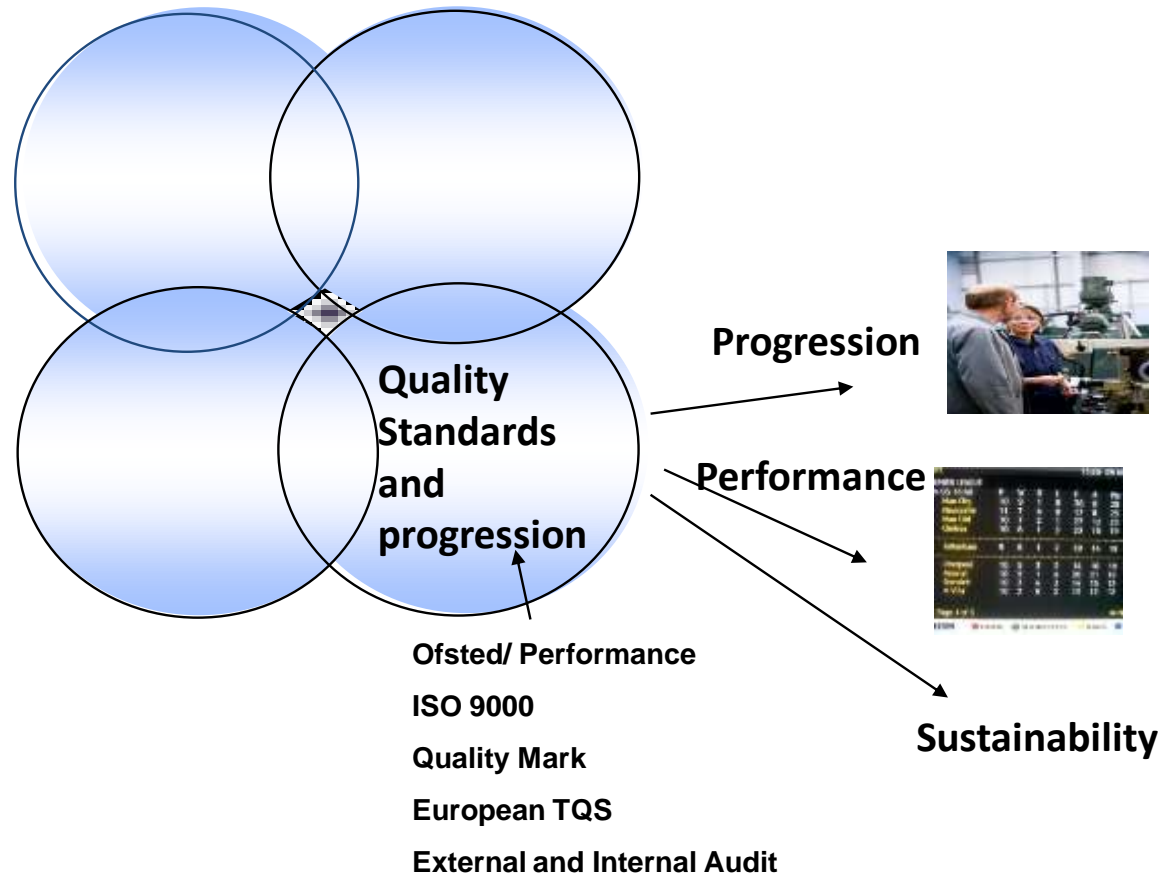 Progression
Quality
Standards
and
progression
Performance
Ofsted/ Performance
ISO 9000
Quality Mark
European TQS
External and Internal Audit
Sustainability